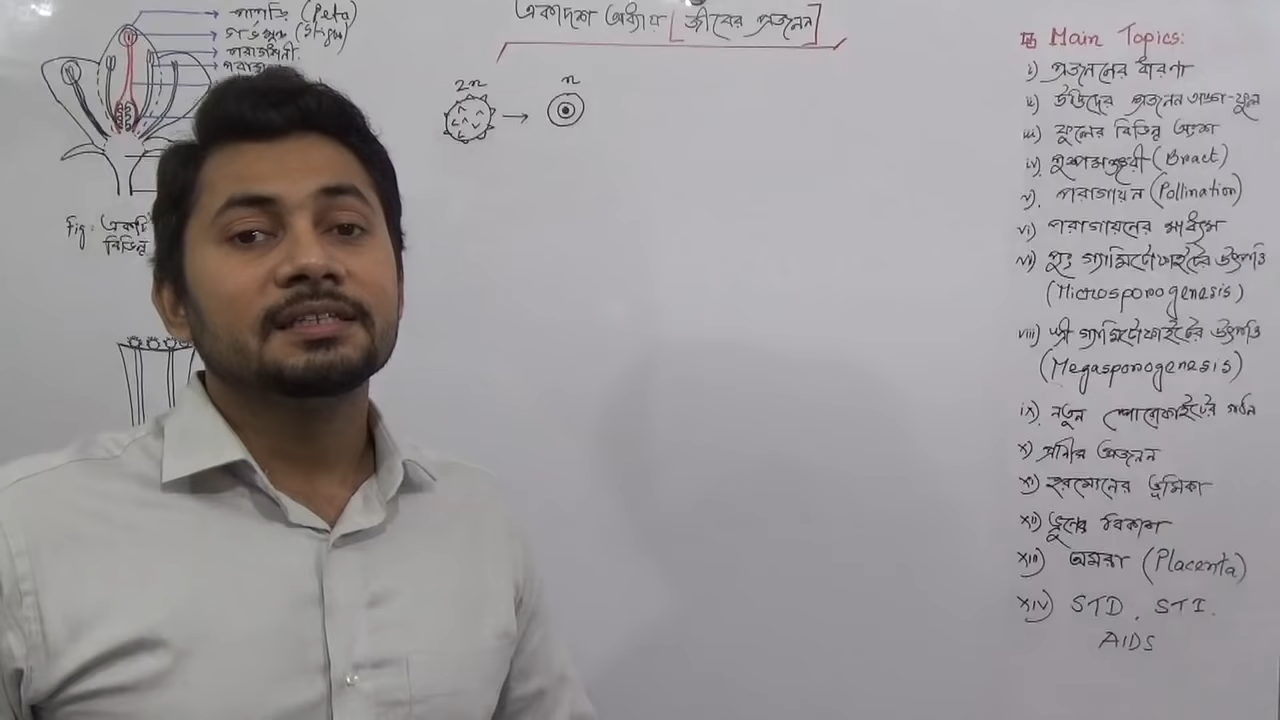 পাপড়ি (Peta
গর্ভমুন্ড (Stigm)
পরাগধানী
একাদশ অধ্যায় [জীবের প্রজনন]
2n
n
Fig: একটি
বিভিন্ন
Main Topics:
i) প্রজননের ধারণা
ii) উদ্ভিদের প্রজনন অঙ্গ-ফুল
iii) ফুলের বিভিন্ন অংশ
iv) পুষ্পমঞ্জরী (Bract)
v) পরাগায়ন (Pollination)
vi) পরাগায়নের মাধ্যম
vii) পুং গ্যামিটোফাইটের উৎপত্তি
(Microsporogenesis)
viii) স্ত্রী গ্যামিটোফাইটের উৎপত্তি
(Megasporogenesis)
ix) নতুন স্পোরোফাইটের গঠন
x) প্রাণীর প্রজনন
xi) হরমোনের ভূমিকা
xii) ভ্রূনের বিকাশ
xiii) অমরা (Placenta)
xiv) STD, STI.
AIDS